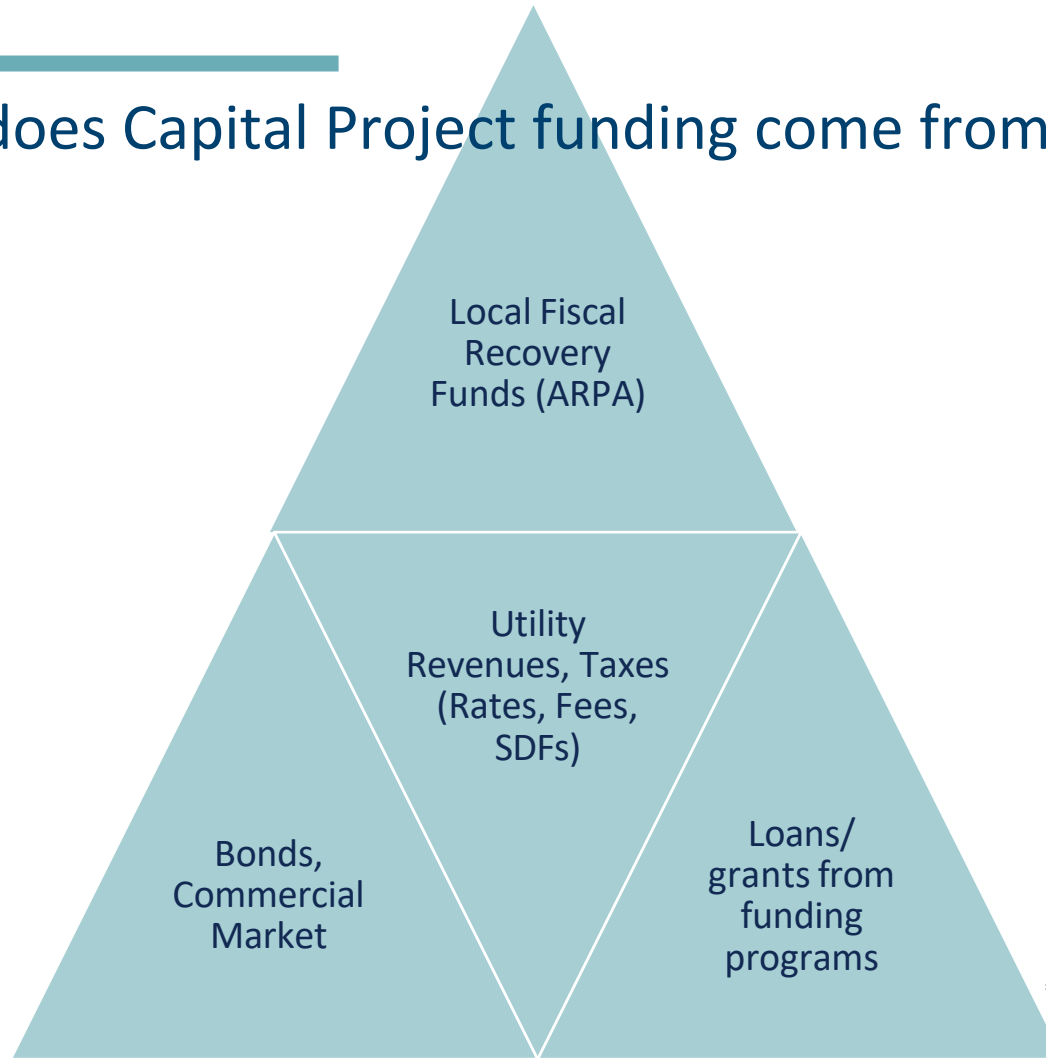 does Capital Project funding come from
Local Fiscal
Recovery
Funds (ARPA)
Utility
Revenues, Taxes
(Rates, Fees,
SDFs)
Bonds,
Commercial
Market
Loans/
grants from
funding
programs